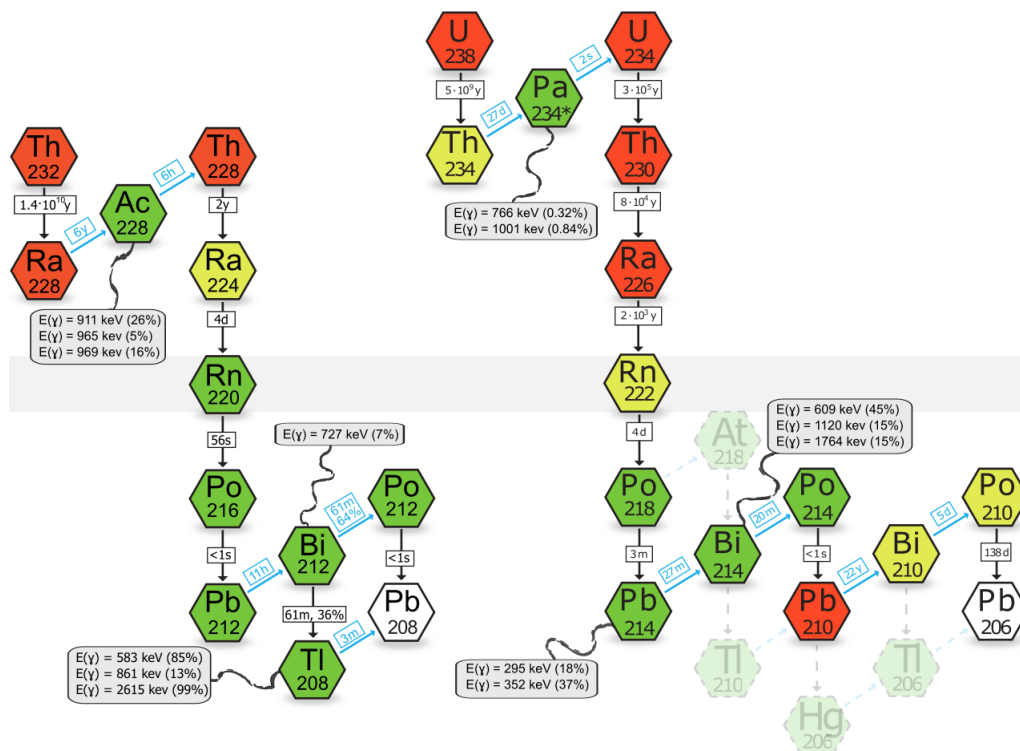 U
238
U
234
2s
Pa
234*
5·10⁹y
3·10⁵y
27d
Th
234
Th
230
Th
232
Th
228
6h
Ac
228
1.4·10¹⁰y
2y
8·10⁴y
6y
E(γ) = 766 keV (0.32%)
E(γ) = 1001 kev (0.84%)
Ra
228
Ra
224
Ra
226
E(γ) = 911 keV (26%)
E(γ) = 965 kev (5%)
E(γ) = 969 kev (16%)
4d
2·10³y
Rn
220
Rn
222
E(γ) = 609 keV (45%)
E(γ) = 1120 kev (15%)
E(γ) = 1764 kev (15%)
E(γ) = 727 keV (7%)
56s
4d
At
218
Po
216
61m
64%
Po
212
Po
218
20m
Po
214
5d
Po
210
<1s
11h
Bi
212
<1s
3m
27m
Bi
214
<1s
22y
Bi
210
138d
Pb
212
61m, 36%
Pb
208
Pb
214
Pb
210
Pb
206
3m
E(γ) = 583 keV (85%)
E(γ) = 861 kev (13%)
E(γ) = 2615 kev (99%)
Tl
208
E(γ) = 295 keV (18%)
E(γ) = 352 keV (37%)
Tl
210
Tl
206
Hg
206